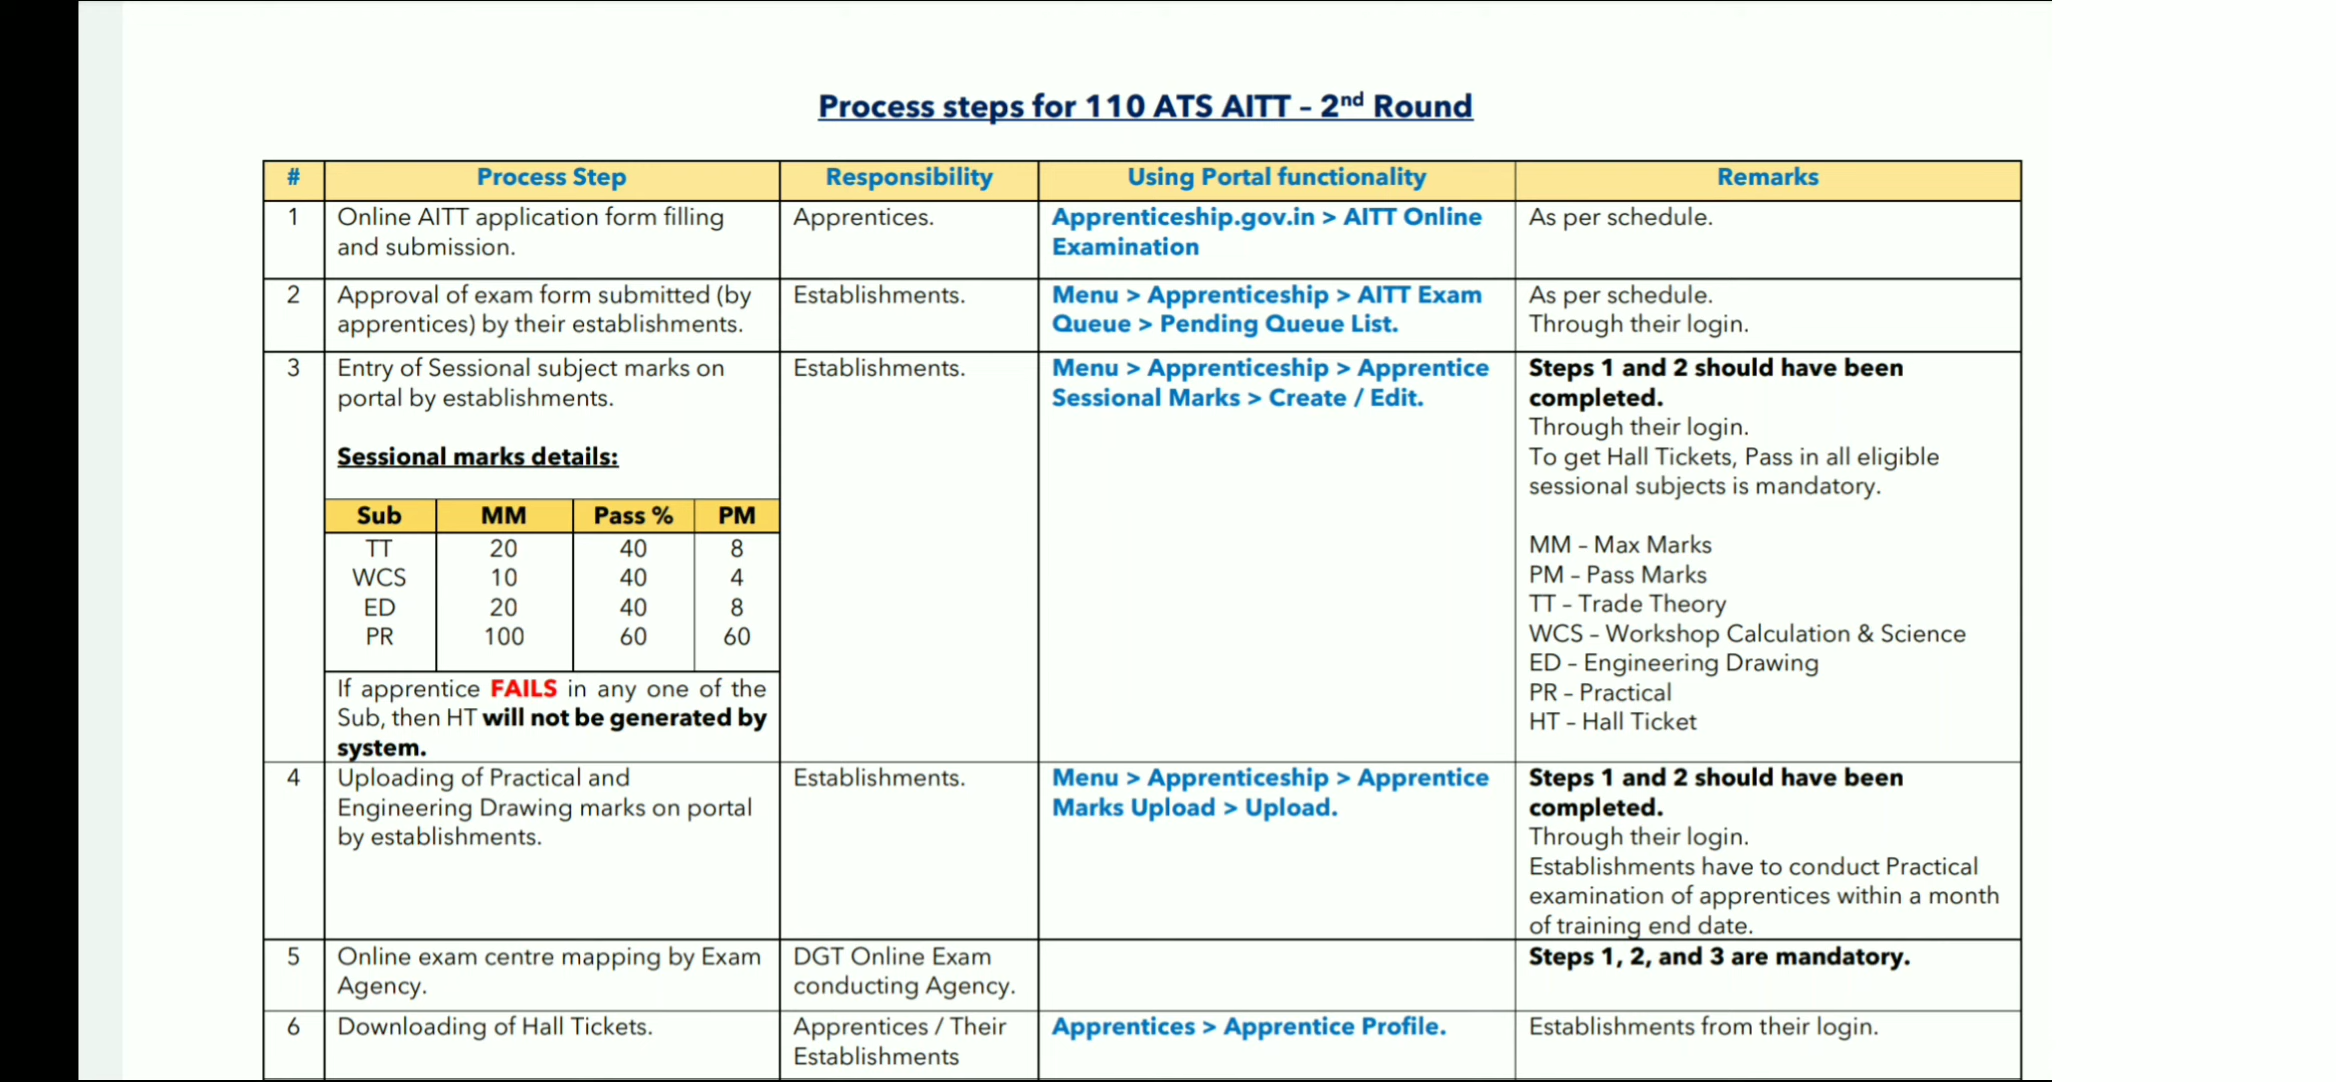 Process steps for 110 ATS AITT – 2nd Round
# Process Step Responsibility Using Portal functionality Remarks
1 Online AITT application form filling Apprentices. Apprenticeship.gov.in > AITT Online As per schedule.
and submission. Examination
2 Approval of exam form submitted (by Establishments. Menu > Apprenticeship > AITT Exam As per schedule.
apprentices) by their establishments. Queue > Pending Queue List. Through their login.
3 Entry of Sessional subject marks on Establishments. Menu > Apprenticeship > Apprentice Steps 1 and 2 should have been
portal by establishments. Sessional Marks > Create / Edit. completed.
Through their login.
Sessional marks details: To get Hall Tickets, Pass in all eligible
sessional subjects is mandatory.
Sub MM Pass % PM
TT 20 40 8 MM – Max Marks
WCS 10 40 4 PM – Pass Marks
ED 20 40 8 TT – Trade Theory
PR 100 60 60 WCS – Workshop Calculation & Science
ED – Engineering Drawing
If apprentice FAILS in any one of the PR – Practical
Sub, then HT will not be generated by HT – Hall Ticket
system.
4 Uploading of Practical and Establishments. Menu > Apprenticeship > Apprentice Steps 1 and 2 should have been
Engineering Drawing marks on portal Marks Upload > Upload. completed.
by establishments. Through their login.
Establishments have to conduct Practical
examination of apprentices within a month
of training end date.
5 Online exam centre mapping by Exam DGT Online Exam Steps 1, 2, and 3 are mandatory.
Agency. conducting Agency.
6 Downloading of Hall Tickets. Apprentices / Their Apprentices > Apprentice Profile. Establishments from their login.
Establishments